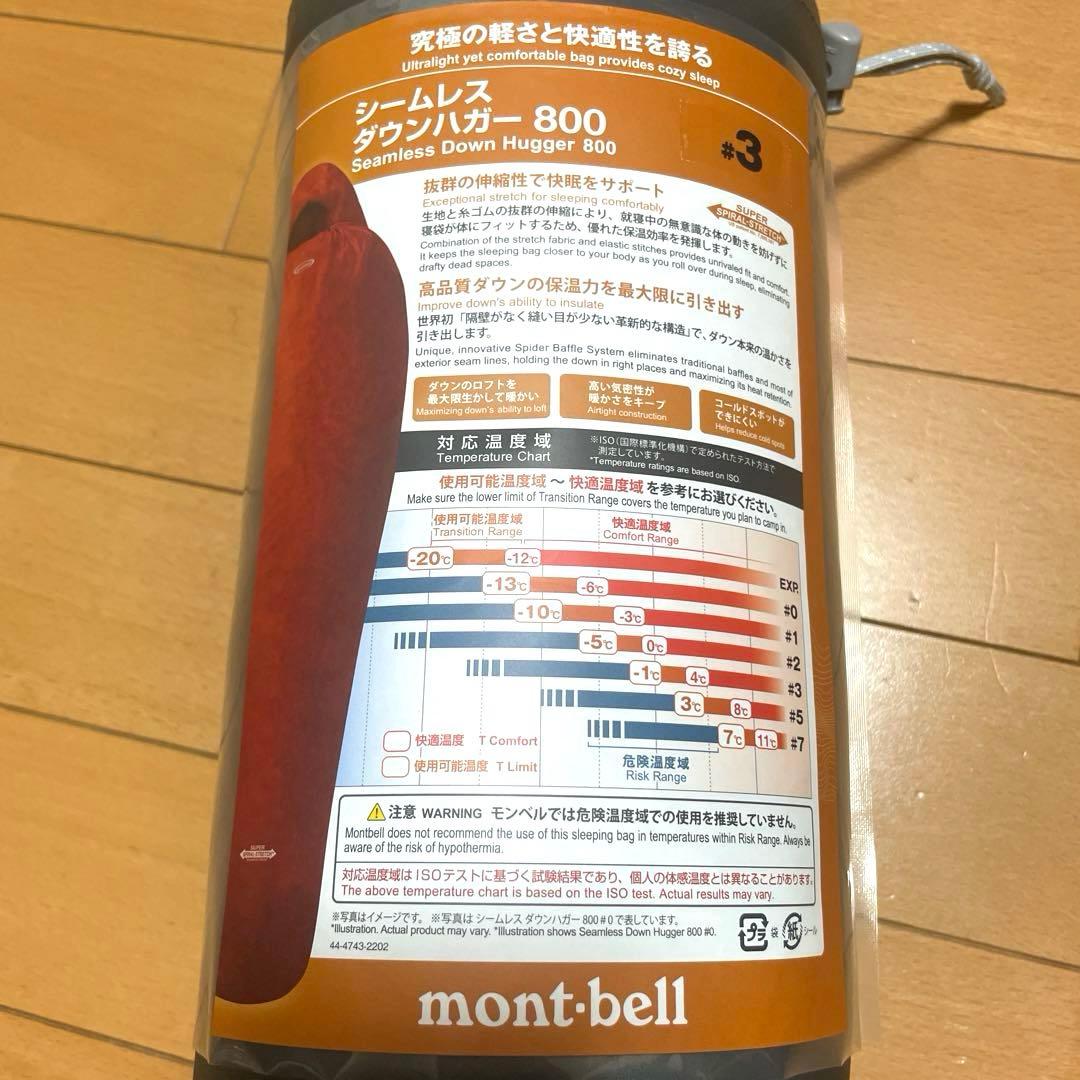 究極の軽さと快適性を誇る
Ultralight yet comfortable bag provides cozy sleep
シームレス
ダウンハガー 800
Seamless Down Hugger 800
#3
抜群の伸縮性で快眠をサポート
Exceptional stretch for sleeping comfortably
生地と糸ゴムの抜群の伸縮により、就寝中の無意識な体の動きを妨げずに
寝袋が体にフィットするため、優れた保温効率を発揮します。
Combination of the stretch fabric and elastic stitches provides unrivaled fit and comfort.
It keeps the sleeping bag closer to your body as you roll over during sleep, eliminating
drafty dead spaces.
SUPER
SPIRAL-STRETCH
高品質ダウンの保温力を最大限に引き出す
Improve down's ability to insulate
世界初「隔壁がなく縫い目が少ない革新的な構造」で、ダウン本来の温かさを
引き出します。
Unique, innovative Spider Baffle System eliminates traditional baffles and most of
exterior seam lines, holding the down in right places and maximizing its heat retention.
ダウンのロフトを
最大限生かして暖かい
Maximizing down's ability to loft
高い気密性が
暖かさをキープ
Airtight construction
コールドスポットが
できにくい
Helps reduce cold spots
対応温度域
Temperature Chart
※ISO(国際標準化機構)で定められたテスト方法で
測定しています。
*Temperature ratings are based on ISO.
使用可能温度域 〜 快適温度域 を参考にお選びください。
Make sure the lower limit of Transition Range covers the temperature you plan to camp in.
使用可能温度域
Transition Range
快適温度域
Comfort Range
-20℃ -12℃ EXP.
-13℃ -6℃ #0
-10℃ -3℃ #1
-5℃ 0℃ #2
-1℃ 4℃ #3
3℃ 8℃ #5
7℃ 11℃ #7
快適温度 T Comfort
使用可能温度 T Limit
危険温度域
Risk Range
注意 WARNING モンベルでは危険温度域での使用を推奨していません。
Montbell does not recommend the use of this sleeping bag in temperatures within Risk Range. Always be
aware of the risk of hypothermia.
対応温度域はISOテストに基づく試験結果であり、個人の体感温度とは異なることがあります。
The above temperature chart is based on the ISO test. Actual results may vary.
※写真はイメージです。 ※写真は シームレス ダウンハガー 800 #0 で表しています。
*Illustration. Actual product may vary. *Illustration shows Seamless Down Hugger 800 #0.
44-4743-2202
プラ 袋 紙 シール
SUPER
SPIRAL-STRETCH
mont-bell